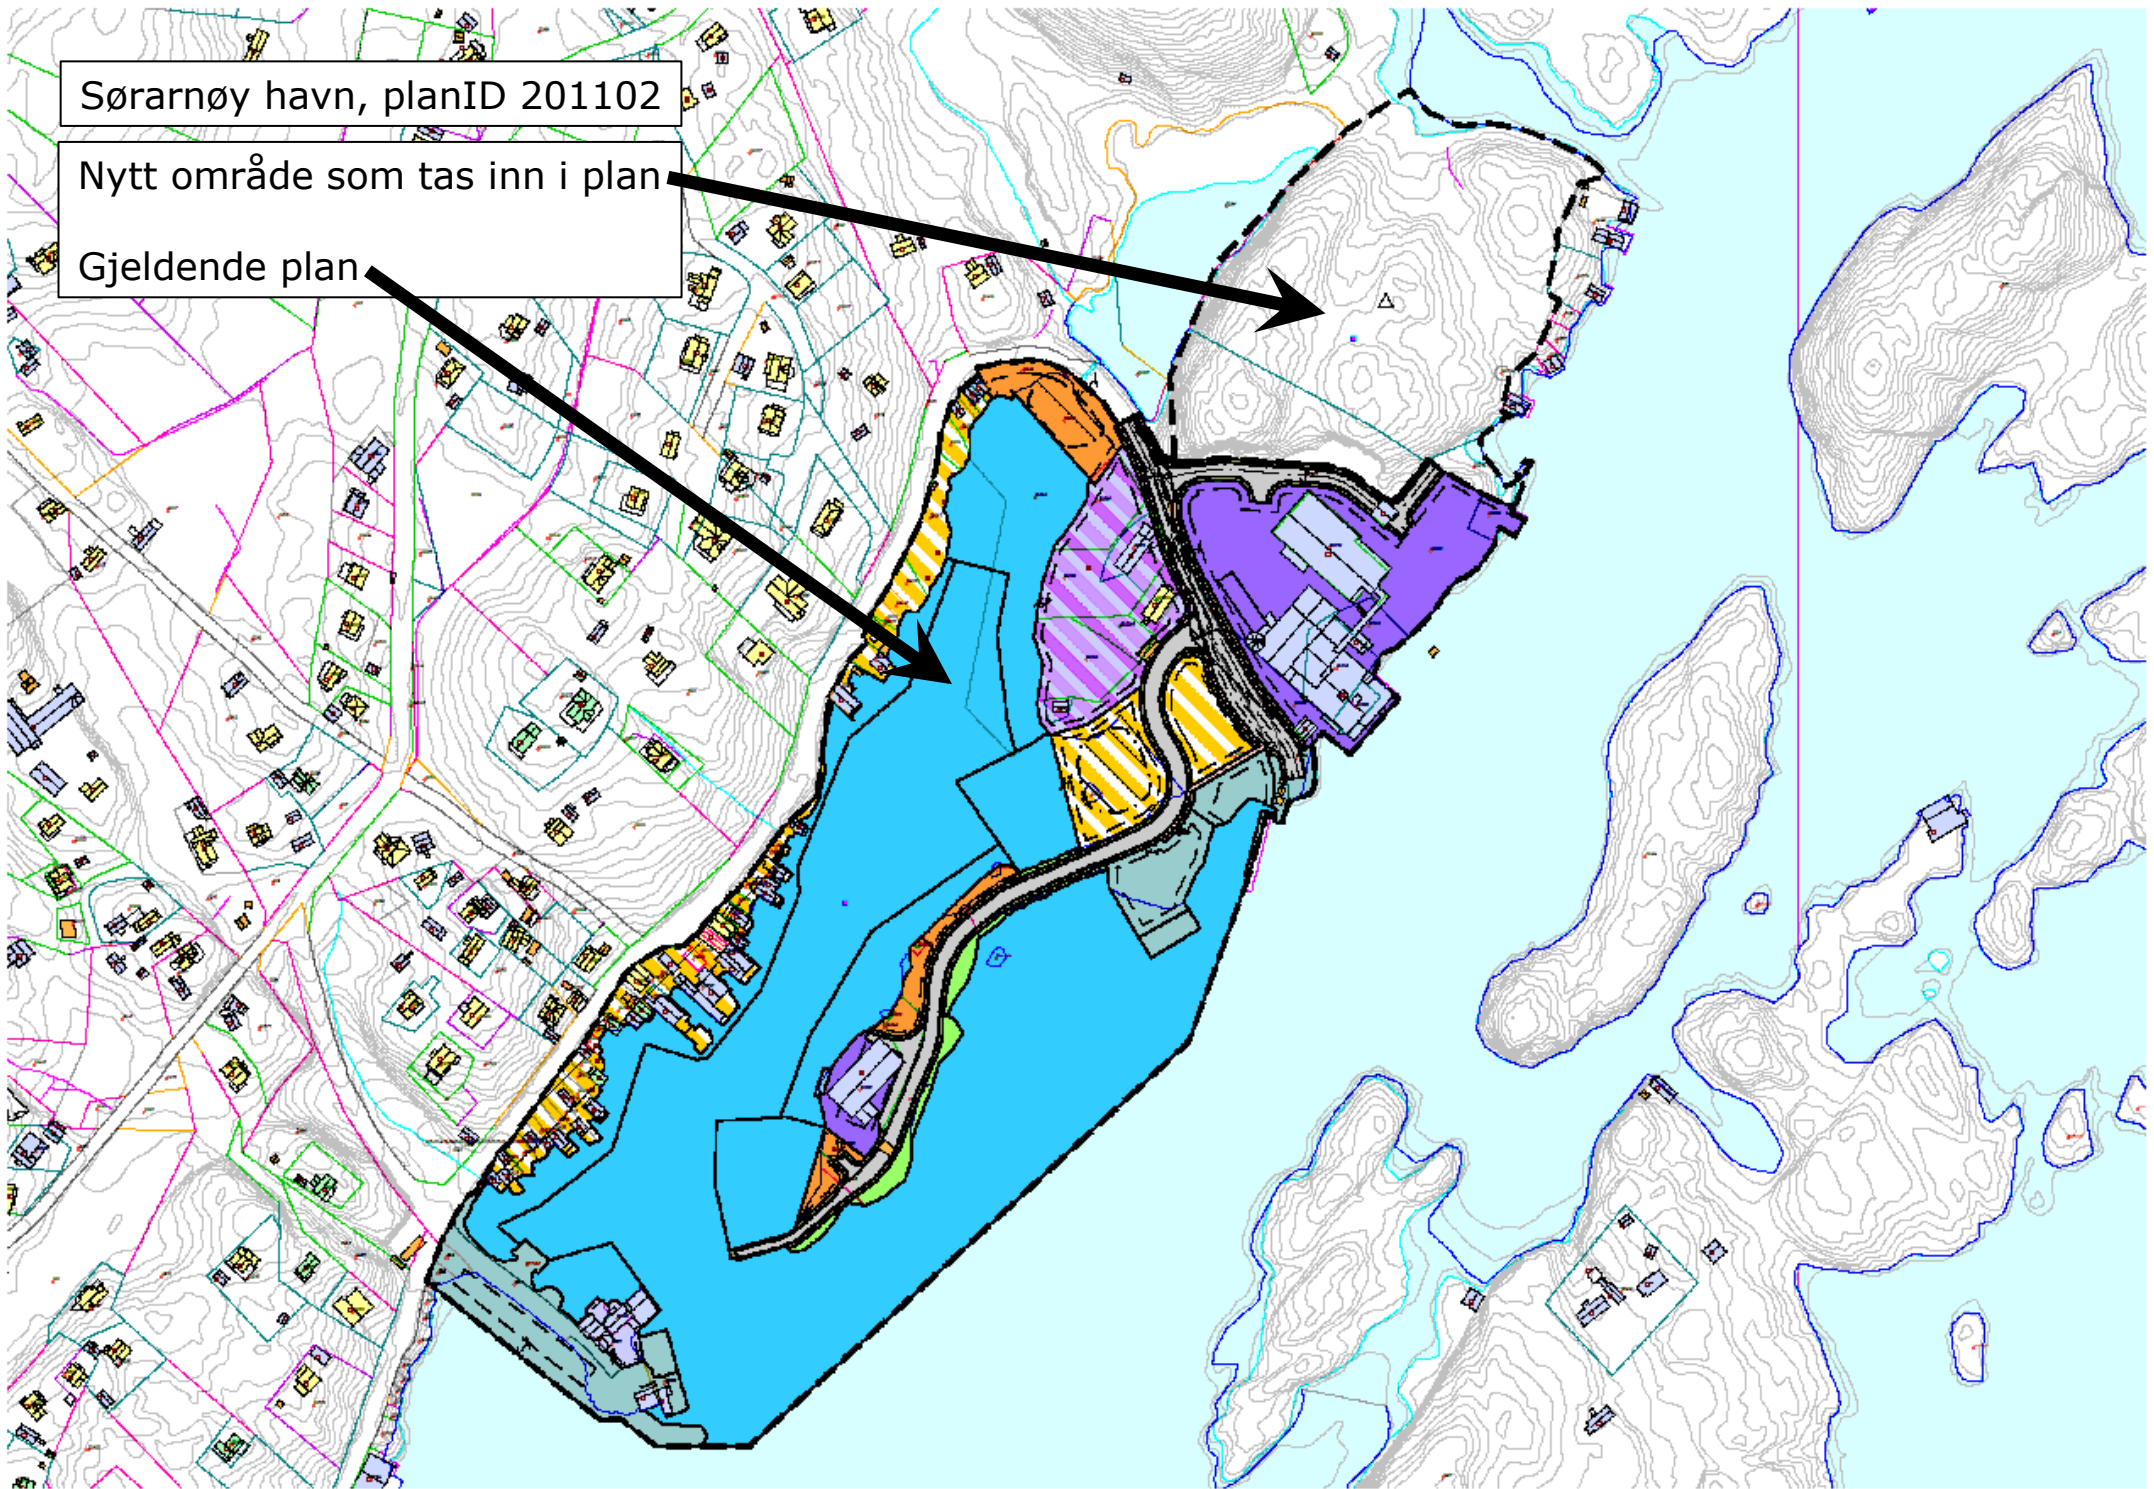 Sørarnøy havn, planID 201102
Nytt område som tas inn i plan
Gjeldende plan